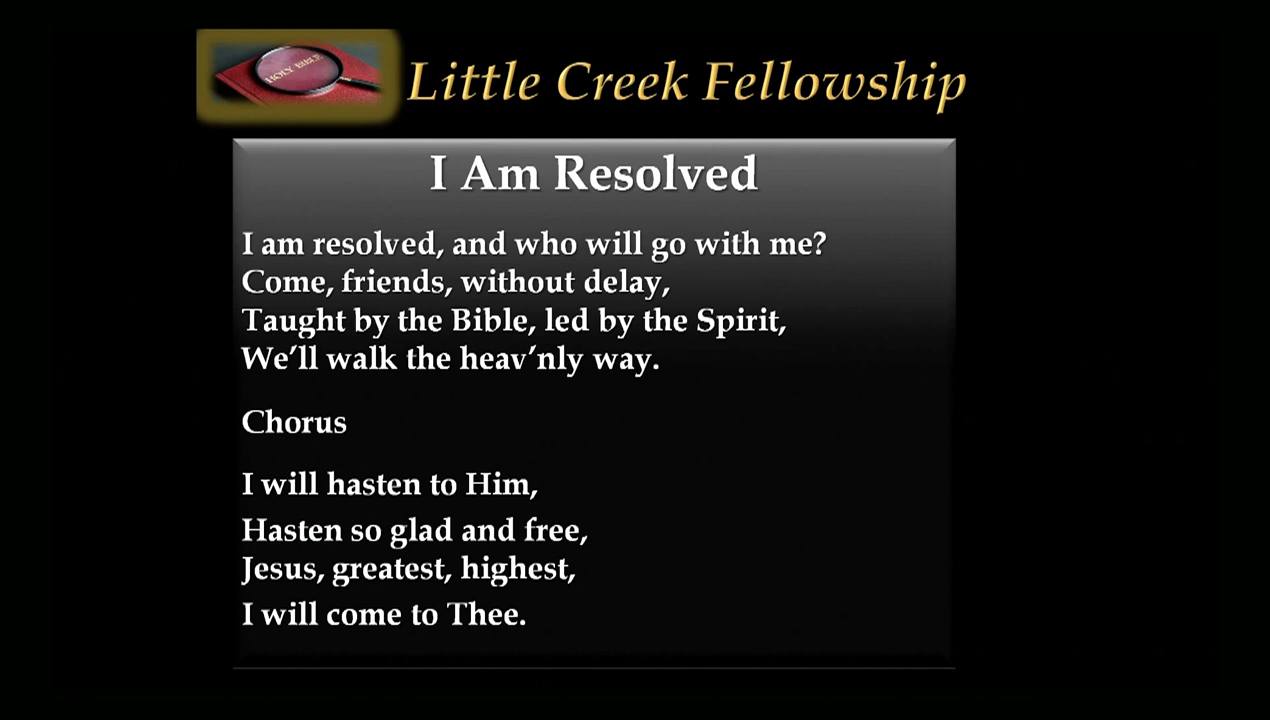 HOLY BIBLE
Little Creek Fellowship
I Am Resolved
I am resolved, and who will go with me?
Come, friends, without delay,
Taught by the Bible, led by the Spirit,
We’ll walk the heav’nly way.
Chorus
I will hasten to Him,
Hasten so glad and free,
Jesus, greatest, highest,
I will come to Thee.